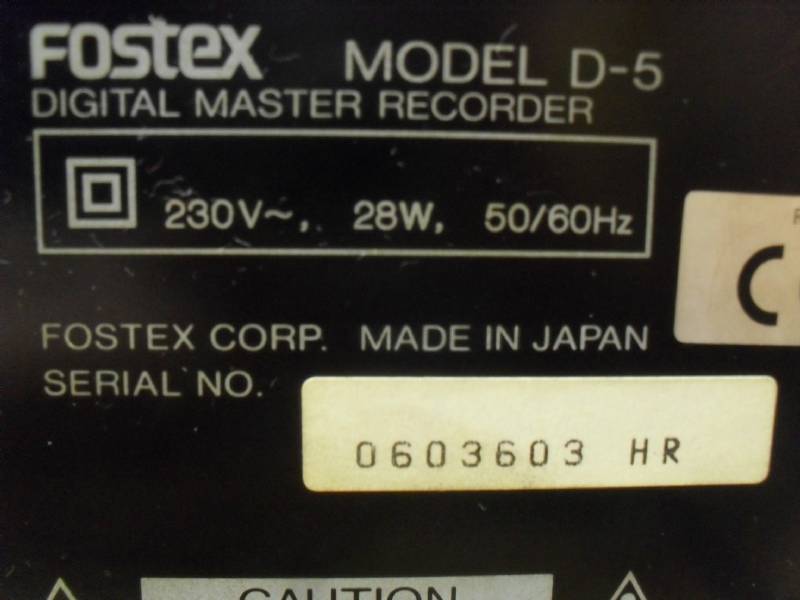 FOSTEX MODEL D-5
DIGITAL MASTER RECORDER
230V~, 28W, 50/60Hz
FOSTEX CORP. MADE IN JAPAN
SERIAL NO.
0603603 HR
CAUTION